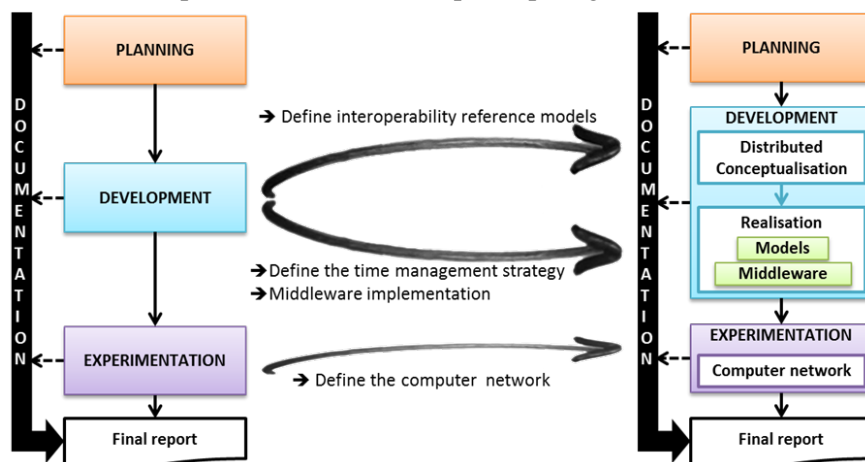 PLANNING
DOCUMENTATION
DEVELOPMENT
EXPERIMENTATION
Final report
➔ Define interoperability reference models
➔ Define the time management strategy
➔ Middleware implementation
➔ Define the computer network
PLANNING
DOCUMENTATION
DEVELOPMENT
Distributed
Conceptualisation
Realisation
Models
Middleware
EXPERIMENTATION
Computer network
Final report